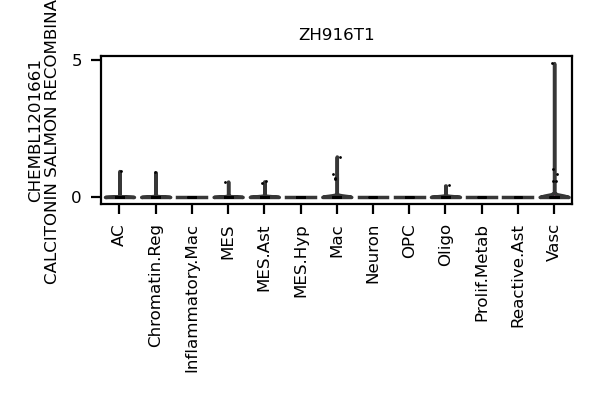 ZH916T1
CHEMBL1201661
CALCITONIN SALMON RECOMBINA
5
0
AC
Chromatin.Reg
Inflammatory.Mac
MES
MES.Ast
MES.Hyp
Mac
Neuron
OPC
Oligo
Prolif.Metab
Reactive.Ast
Vasc